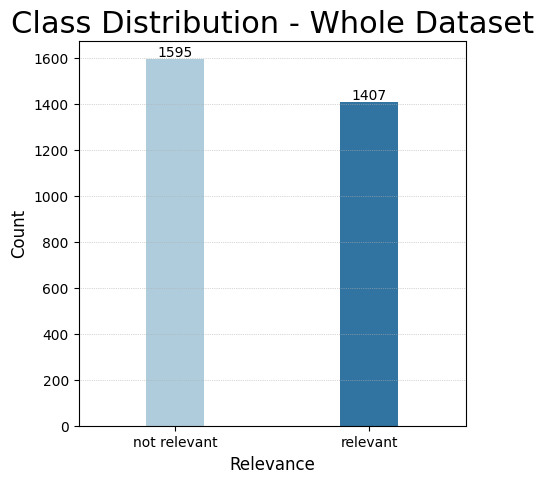 Class Distribution - Whole Dataset
1595
1407
1600
1400
1200
1000
800
600
400
200
0
Count
not relevant
relevant
Relevance